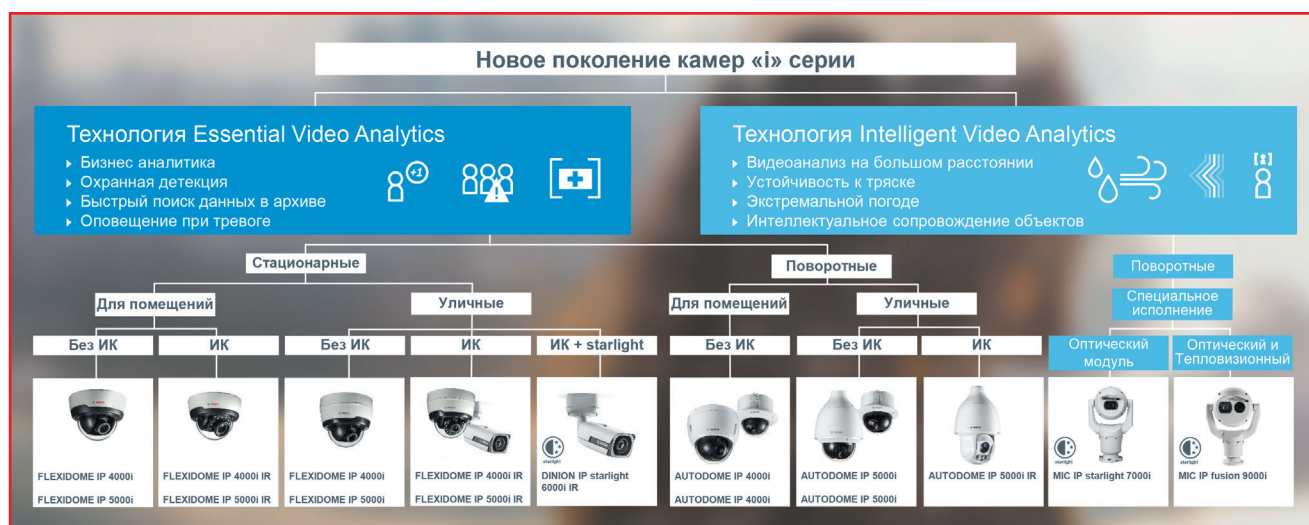 Новое поколение камер «i» серии
Технология Essential Video Analytics
Бизнес аналитика
Охранная детекция
Быстрый поиск данных в архиве
Оповещение при тревоге
+1
Технология Intelligent Video Analytics
Видеоанализ на большом расстоянии
Устойчивость к тряске
Экстремальной погоде
Интеллектуальное сопровождение объектов
Стационарные
Поворотные
Поворотные
Для помещений
Уличные
Для помещений
Уличные
Специальное
исполнение
Без ИК
ИК
Без ИК
ИК
ИК + starlight
Без ИК
Без ИК
ИК
Оптический
модуль
Оптический и
Тепловизионный
FLEXIDOME IP 4000i
FLEXIDOME IP 5000i
FLEXIDOME IP 4000i IR
FLEXIDOME IP 5000i IR
FLEXIDOME IP 4000i
FLEXIDOME IP 5000i
FLEXIDOME IP 4000i IR
FLEXIDOME IP 5000i IR
starlight
DINION IP starlight
6000i IR
AUTODOME IP 4000i
AUTODOME IP 4000i
AUTODOME IP 5000i
AUTODOME IP 5000i
AUTODOME IP 5000i IR
starlight
MIC IP starlight 7000i
starlight
MIC IP fusion 9000i